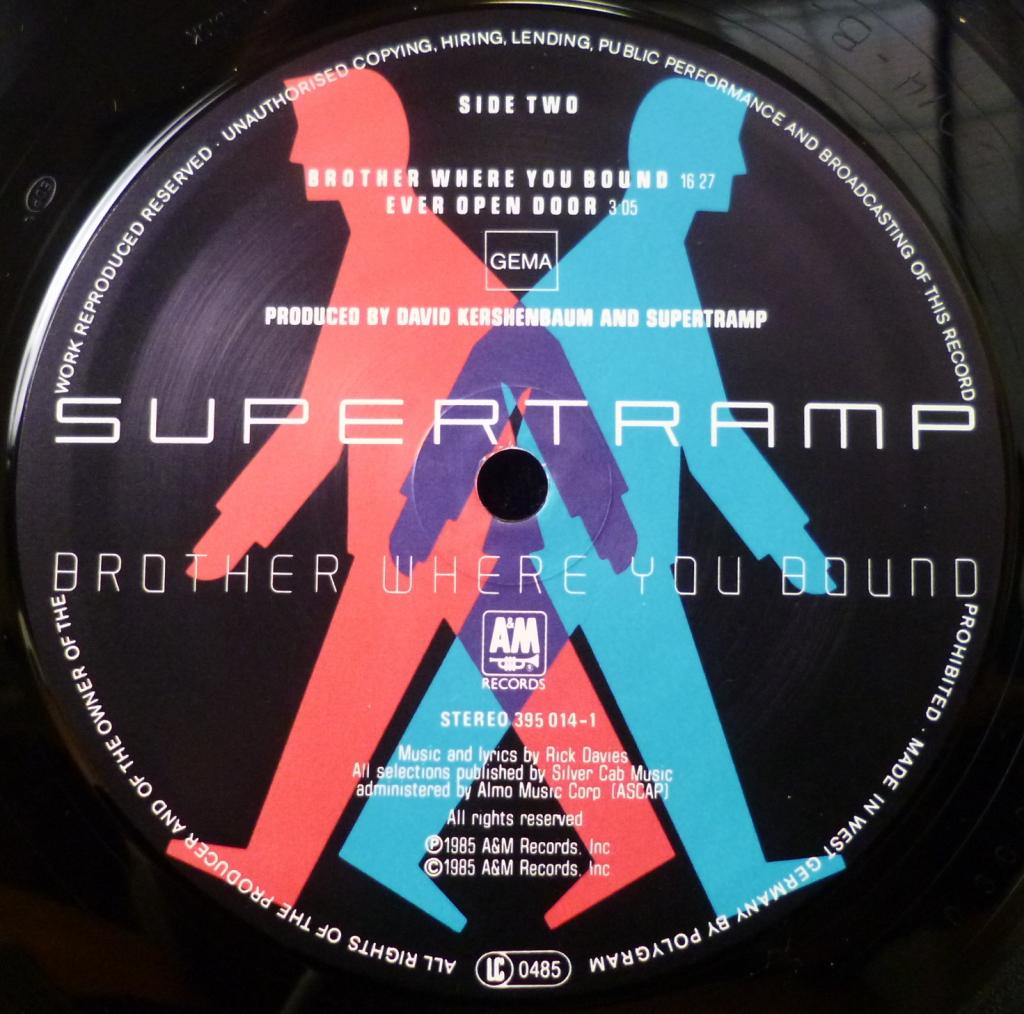 SIDE TWO
BROTHER WHERE YOU BOUND 16 27
EVER OPEN DOOR 3 05
GEMA
PRODUCED BY DAVID KERSHENBAUM AND SUPERTRAMP
SUPERTRAMP
BROTHER WHERE YOU BOUND
A&M
RECORDS
STEREO 395 014-1
Music and lyrics by Rick Davies
All selections published by Silver Cab Music
administered by Almo Music Corp (ASCAP)
All rights reserved
Ⓟ1985 A&M Records, Inc
©1985 A&M Records, Inc
ALL RIGHTS OF THE PRODUCER AND OF THE OWNER OF THE WORK REPRODUCED RESERVED · UNAUTHORISED COPYING, HIRING, LENDING, PUBLIC PERFORMANCE AND BROADCASTING OF THIS RECORD PROHIBITED · MADE IN WEST GERMANY BY POLYGRAM
LC 0485